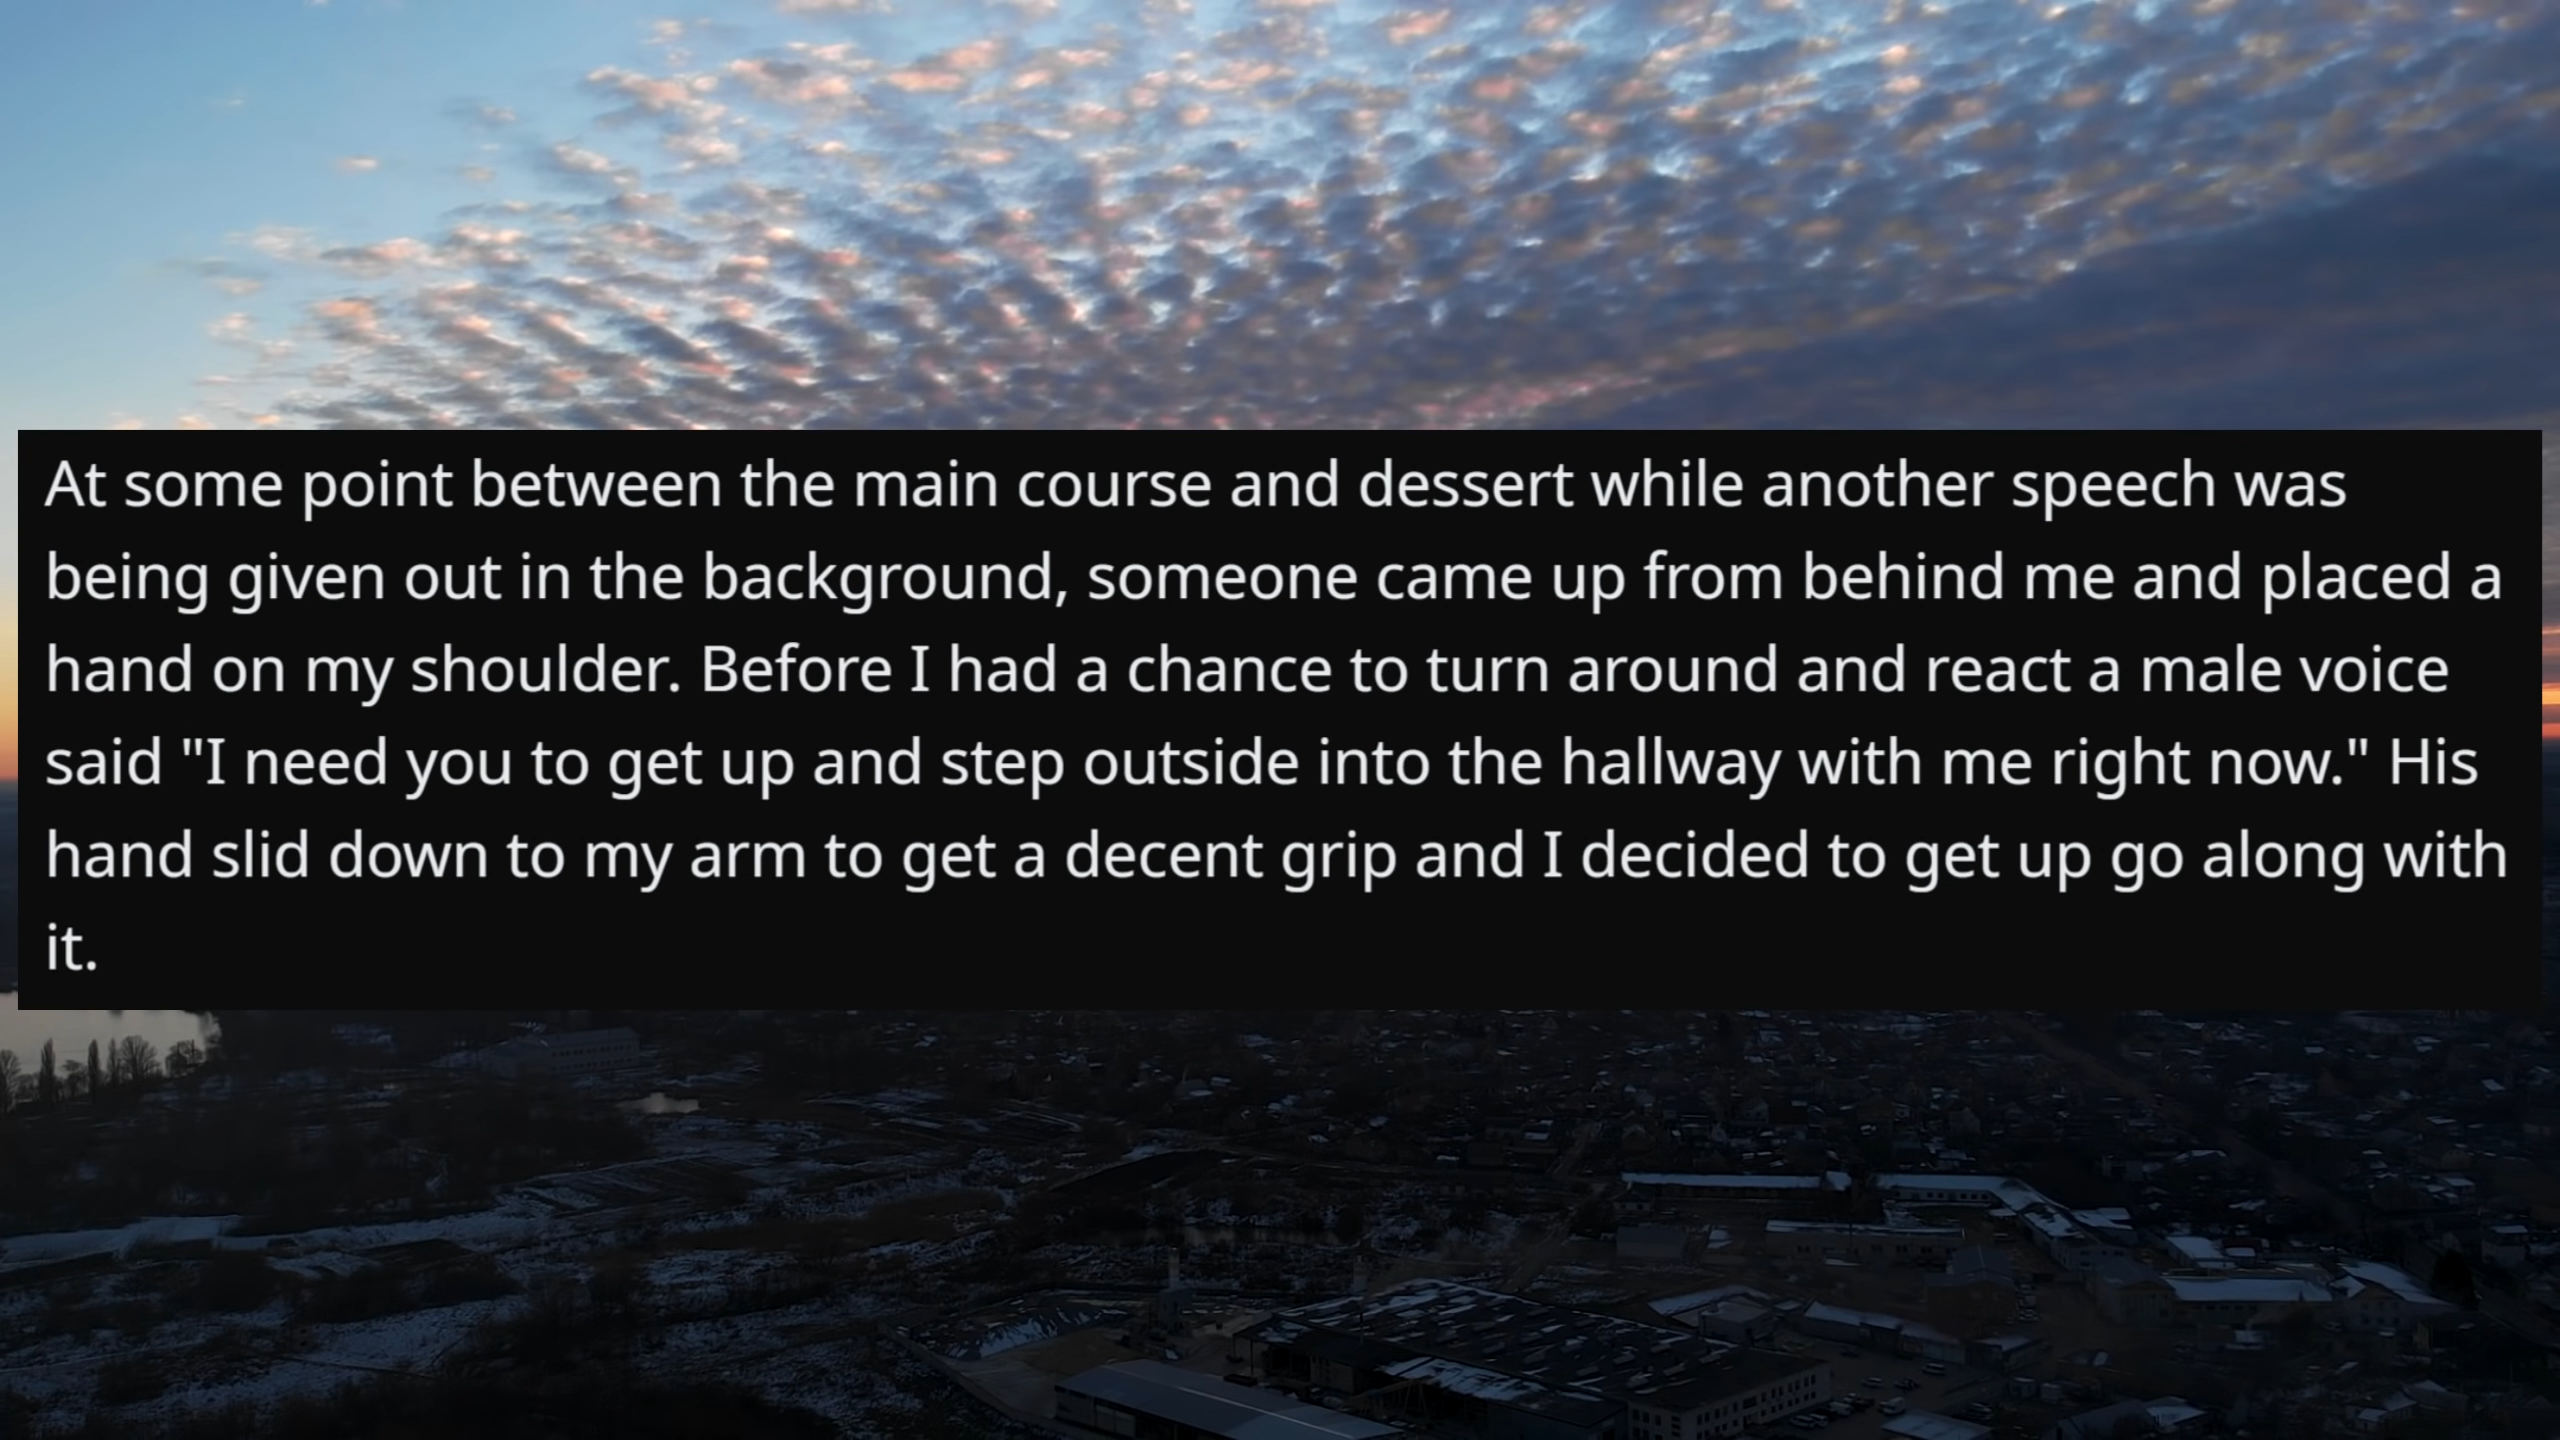 At some point between the main course and dessert while another speech was
being given out in the background, someone came up from behind me and placed a
hand on my shoulder. Before I had a chance to turn around and react a male voice
said "I need you to get up and step outside into the hallway with me right now." His
hand slid down to my arm to get a decent grip and I decided to get up go along with
it.